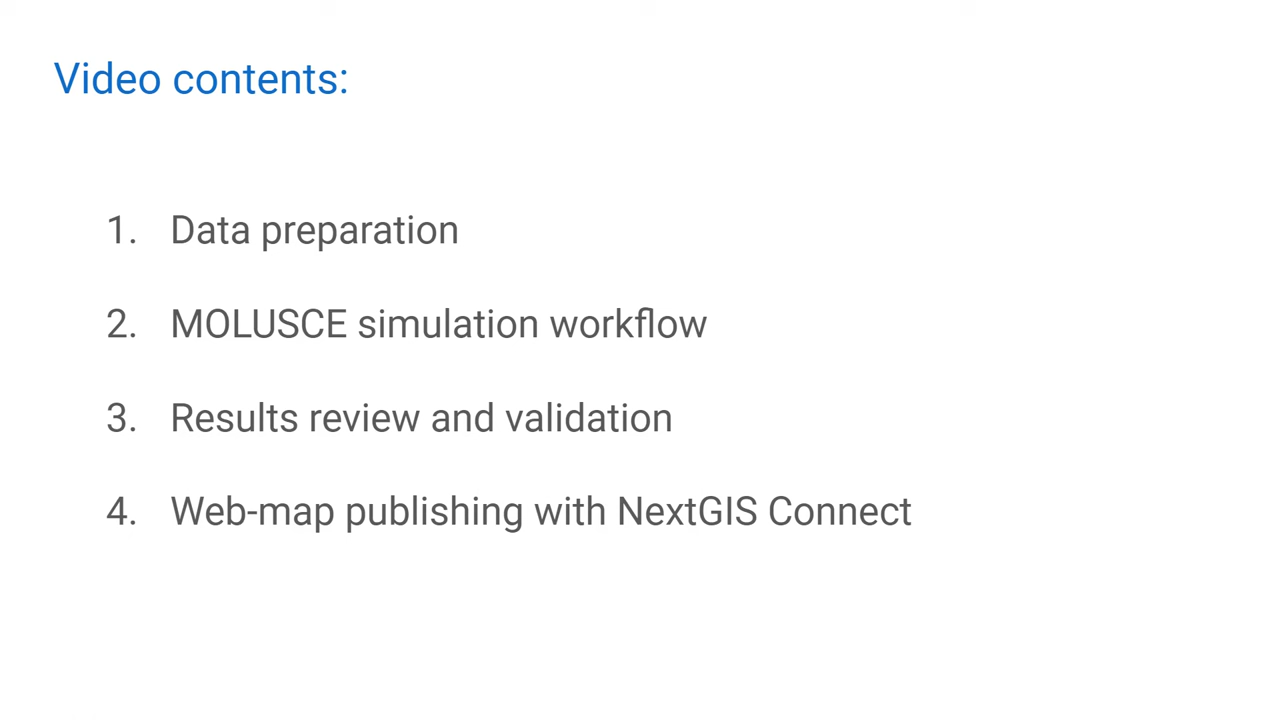 Video contents:
1. Data preparation
2. MOLUSCE simulation workflow
3. Results review and validation
4. Web-map publishing with NextGIS Connect